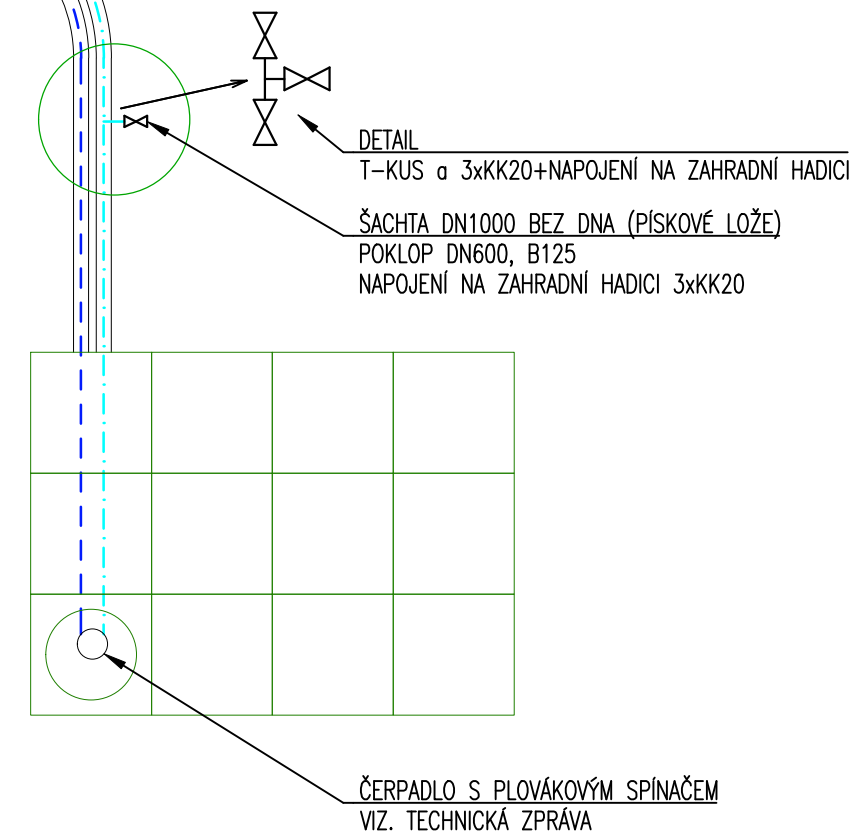 DETAIL
T-KUS a 3xKK20+NAPOJENÍ NA ZAHRADNÍ HADICI
ŠACHTA DN1000 BEZ DNA (PÍSKOVÉ LOŽE)
POKLOP DN600, B125
NAPOJENÍ NA ZAHRADNÍ HADICI 3xKK20
ČERPADLO S PLOVÁKOVÝM SPÍNAČEM
VIZ. TECHNICKÁ ZPRÁVA